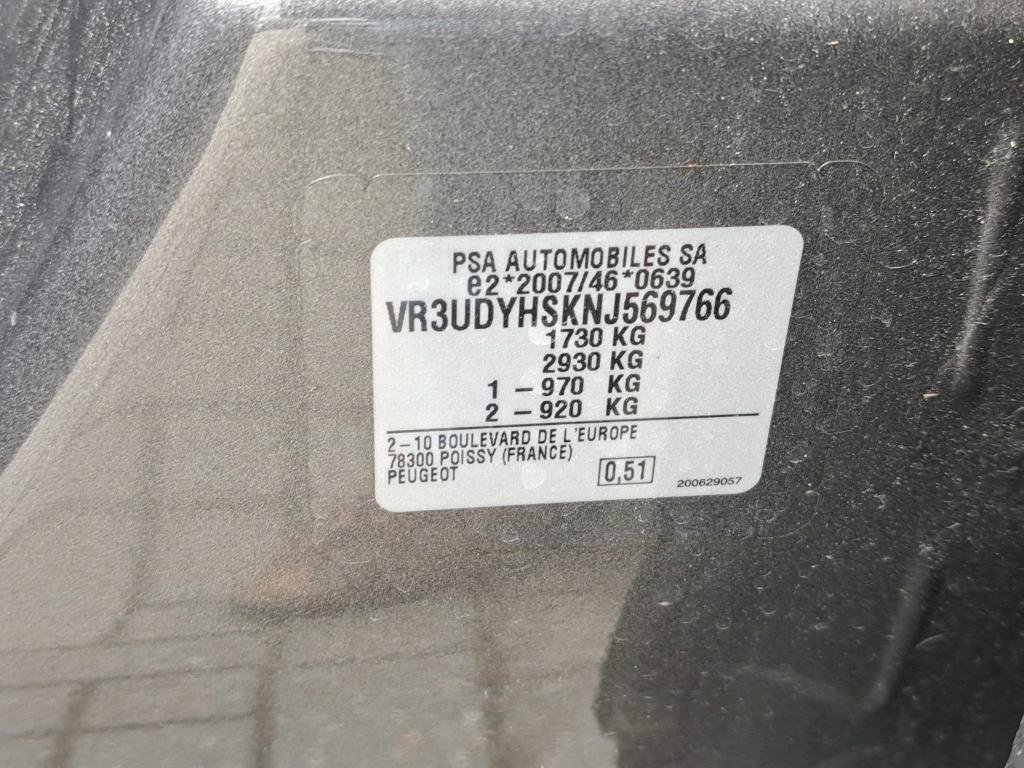 PSA AUTOMOBILES SA
e2*2007/46*0639
VR3UDYHSKNJ569766
1730 KG
2930 KG
1 – 970 KG
2 – 920 KG
2–10 BOULEVARD DE L'EUROPE
78300 POISSY (FRANCE)
PEUGEOT
0,51
200629057